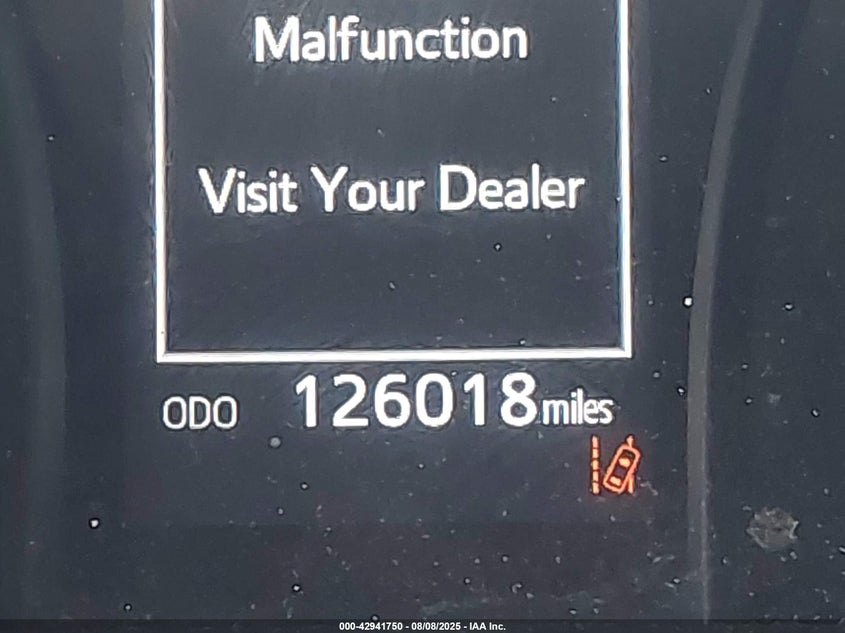 Malfunction
Visit Your Dealer
ODO 126018 miles
000-42941750 - 08/08/2025 - IAA Inc.